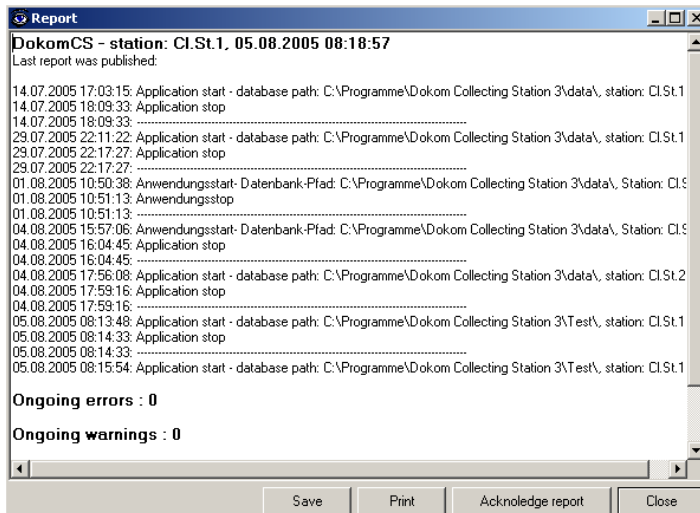 Report
DokomCS - station: Cl.St.1, 05.08.2005 08:18:57
Last report was published:
14.07.2005 17:03:15: Application start - database path: C:\Programme\Dokom Collecting Station 3\data\, station: Cl.St.1
14.07.2005 18:09:33: Application stop
14.07.2005 18:09:33: ------------------------------------------------------------------------------------
29.07.2005 22:11:22: Application start - database path: C:\Programme\Dokom Collecting Station 3\data\, station: Cl.St.1
29.07.2005 22:17:27: Application stop
29.07.2005 22:17:27: ------------------------------------------------------------------------------------
01.08.2005 10:50:38: Anwendungsstart- Datenbank-Pfad: C:\Programme\Dokom Collecting Station 3\data\, Station: Cl.S
01.08.2005 10:51:13: Anwendungsstop
01.08.2005 10:51:13: ------------------------------------------------------------------------------------
04.08.2005 15:57:06: Anwendungsstart- Datenbank-Pfad: C:\Programme\Dokom Collecting Station 3\data\, Station: Cl.S
04.08.2005 16:04:45: Application stop
04.08.2005 16:04:45: ------------------------------------------------------------------------------------
04.08.2005 17:56:08: Application start - database path: C:\Programme\Dokom Collecting Station 3\data\, station: Cl.St.2
04.08.2005 17:59:16: Application stop
04.08.2005 17:59:16: ------------------------------------------------------------------------------------
05.08.2005 08:13:48: Application start - database path: C:\Programme\Dokom Collecting Station 3\Test\, station: Cl.St.1
05.08.2005 08:14:33: Application stop
05.08.2005 08:14:33: ------------------------------------------------------------------------------------
05.08.2005 08:15:54: Application start - database path: C:\Programme\Dokom Collecting Station 3\Test\, station: Cl.St.1
Ongoing errors : 0
Ongoing warnings : 0
Save Print Acknoledge report Close